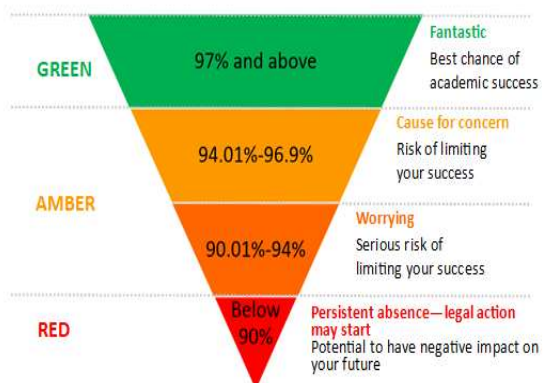 GREEN
97% and above
Fantastic
Best chance of
academic success
AMBER
94.01%-96.9%
Cause for concern
Risk of limiting
your success
90.01%-94%
Worrying
Serious risk of
limiting your success
RED
Below
90%
Persistent absence—legal action
may start
Potential to have negative impact on
your future